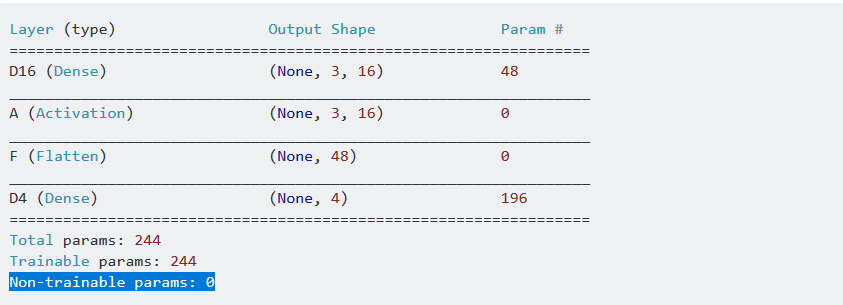 Layer (type) Output Shape Param #
=================================================================
D16 (Dense) (None, 3, 16) 48
_________________________________________________________________
A (Activation) (None, 3, 16) 0
_________________________________________________________________
F (Flatten) (None, 48) 0
_________________________________________________________________
D4 (Dense) (None, 4) 196
=================================================================
Total params: 244
Trainable params: 244
Non-trainable params: 0